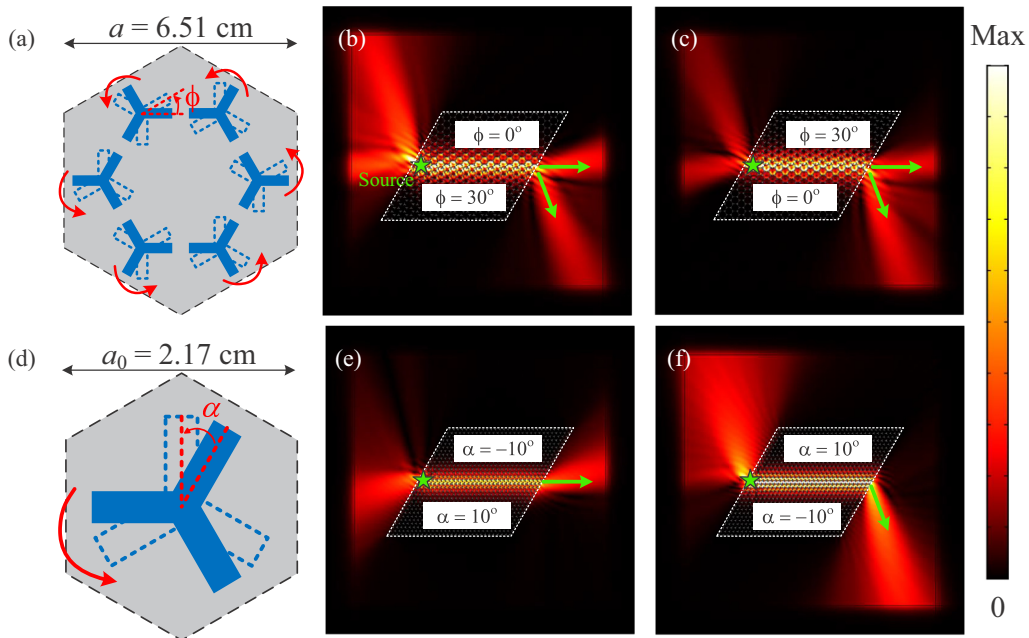 (a)
a = 6.51 cm
ϕ
(b)
ϕ = 0°
Source
ϕ = 30°
(c)
ϕ = 30°
ϕ = 0°
Max
0
(d)
a₀ = 2.17 cm
α
(e)
α = −10°
α = 10°
(f)
α = 10°
α = −10°